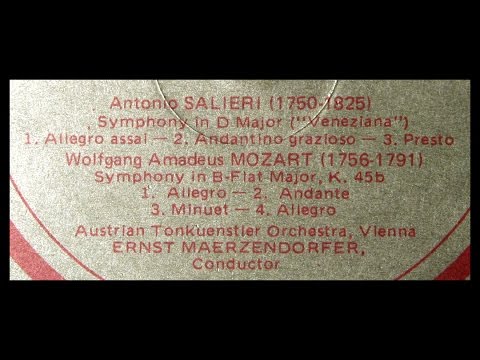 Antonio SALIERI (1750-1825)
Symphony in D Major ("Veneziana")
1. Allegro assai — 2. Andantino grazioso — 3. Presto
Wolfgang Amadeus MOZART (1756-1791)
Symphony in B-Flat Major, K. 45b
1. Allegro — 2. Andante
3. Minuet — 4. Allegro
Austrian Tonkuenstler Orchestra, Vienna
ERNST MAERZENDORFER,
Conductor